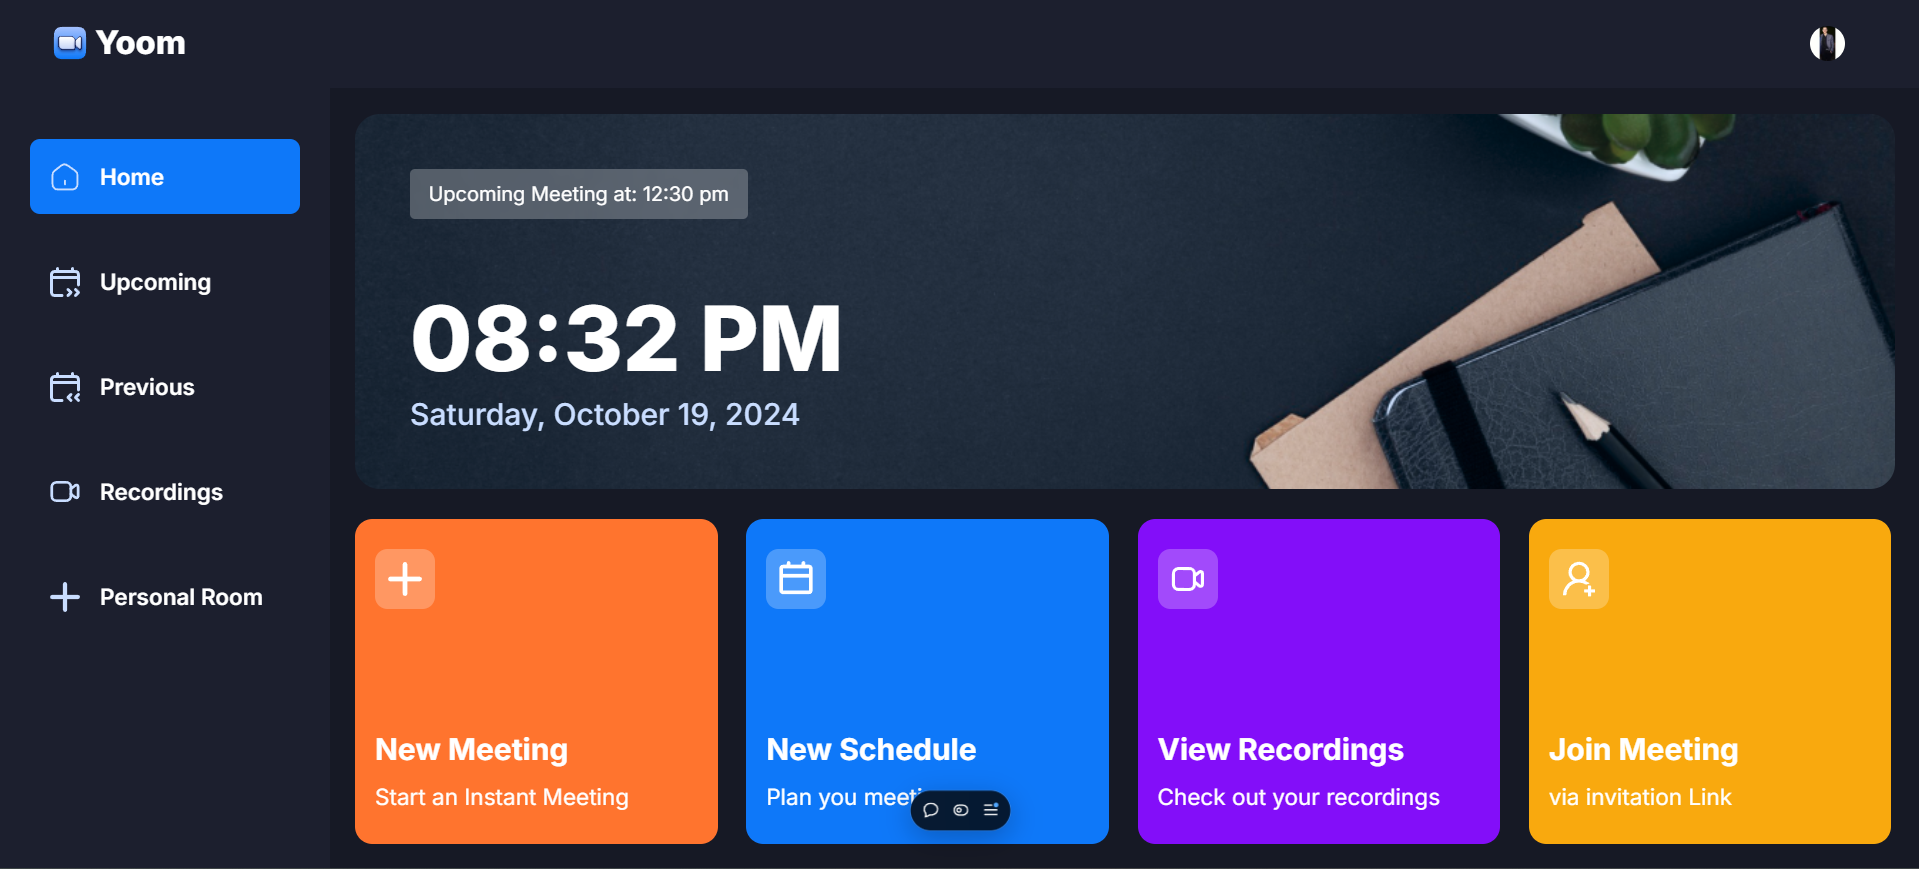 Yoom
Home
Upcoming
Previous
Recordings
Personal Room
Upcoming Meeting at: 12:30 pm
08:32 PM
Saturday, October 19, 2024
New Meeting
Start an Instant Meeting
New Schedule
Plan you
View Recordings
Check out your recordings
Join Meeting
via invitation Link